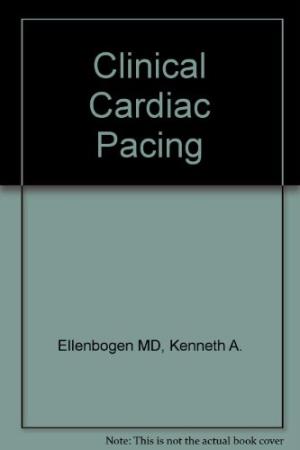 Clinical
Cardiac
Pacing
Ellenbogen MD, Kenneth A.
Note: This is not the actual book cover